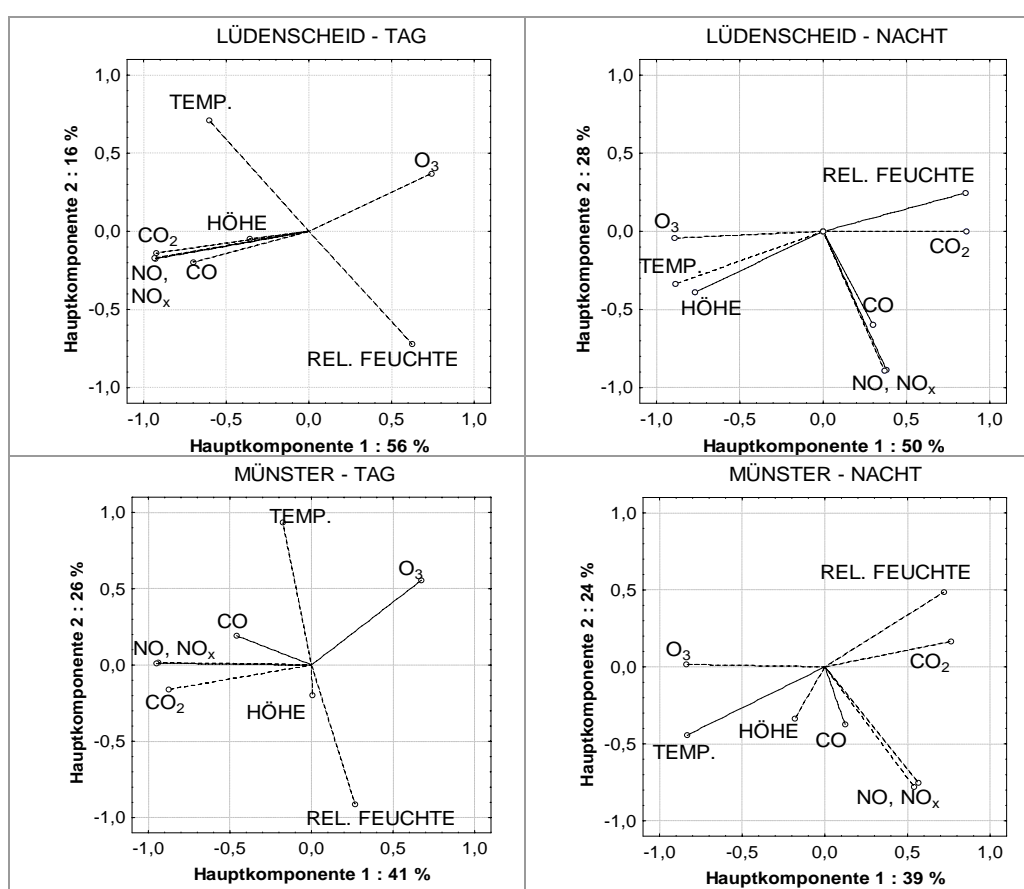 LÜDENSCHEID - TAG
1,0
0,5
0,0
-0,5
-1,0
Hauptkomponente 2 : 16 %
TEMP.
O₃
HÖHE
CO₂
NO,
NOₓ
CO
REL. FEUCHTE
-1,0 -0,5 0,0 0,5 1,0
Hauptkomponente 1 : 56 %
LÜDENSCHEID - NACHT
1,0
0,5
0,0
-0,5
-1,0
Hauptkomponente 2 : 28 %
REL. FEUCHTE
O₃
CO₂
TEMP.
HÖHE
CO
NO, NOₓ
-1,0 -0,5 0,0 0,5 1,0
Hauptkomponente 1 : 50 %
MÜNSTER - TAG
1,0
0,5
0,0
-0,5
-1,0
Hauptkomponente 2 : 26 %
TEMP.
O₃
CO
NO, NOₓ
CO₂
HÖHE
REL. FEUCHTE
-1,0 -0,5 0,0 0,5 1,0
Hauptkomponente 1 : 41 %
MÜNSTER - NACHT
1,0
0,5
0,0
-0,5
-1,0
Hauptkomponente 2 : 24 %
REL. FEUCHTE
O₃
CO₂
HÖHE
CO
TEMP.
NO, NOₓ
-1,0 -0,5 0,0 0,5 1,0
Hauptkomponente 1 : 39 %